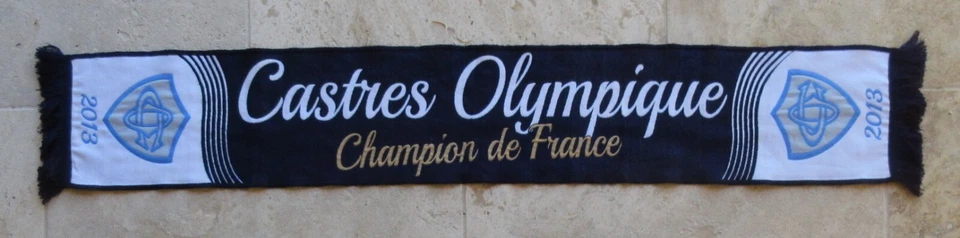 2013
Castres Olympique
Champion de France
2013